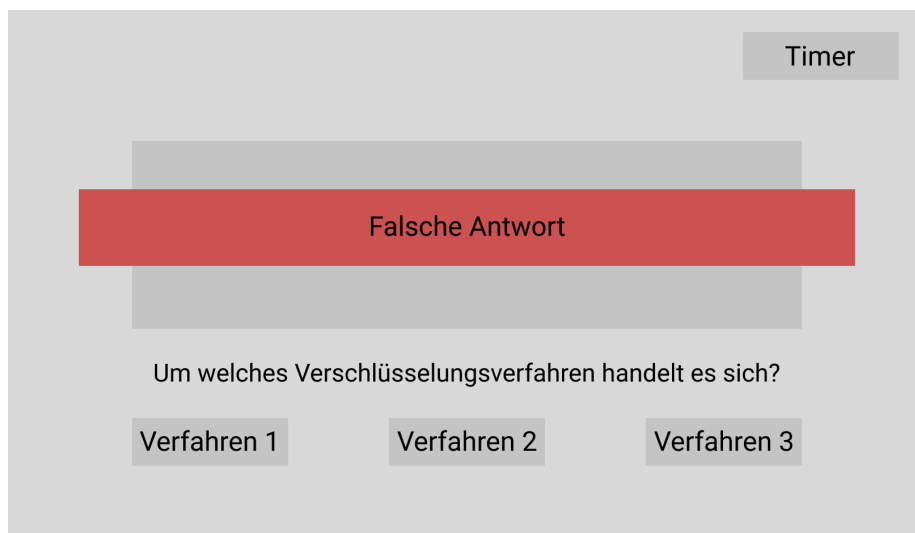 Timer
Falsche Antwort
Um welches Verschlüsselungsverfahren handelt es sich?
Verfahren 1
Verfahren 2
Verfahren 3